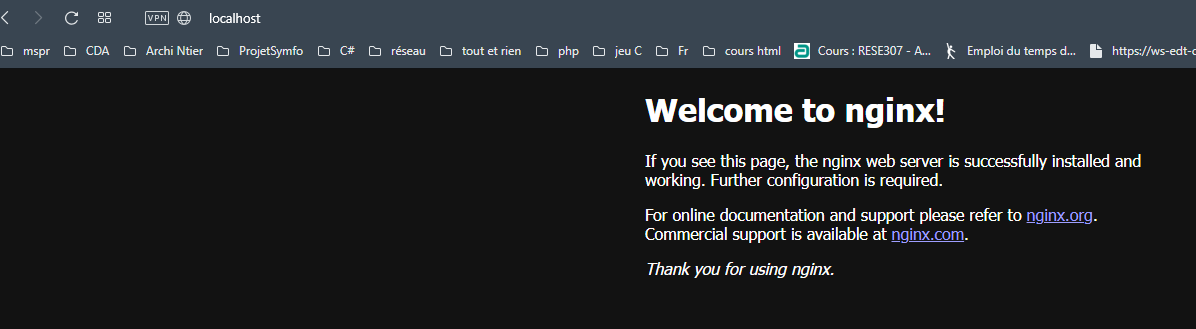 VPN localhost
mspr CDA Archi Ntier ProjetSymfo C# réseau tout et rien php jeu C Fr cours html Cours : RESE307 - A... Emploi du temps d... https://ws-edt-c
Welcome to nginx!
If you see this page, the nginx web server is successfully installed and
working. Further configuration is required.
For online documentation and support please refer to nginx.org.
Commercial support is available at nginx.com.
Thank you for using nginx.